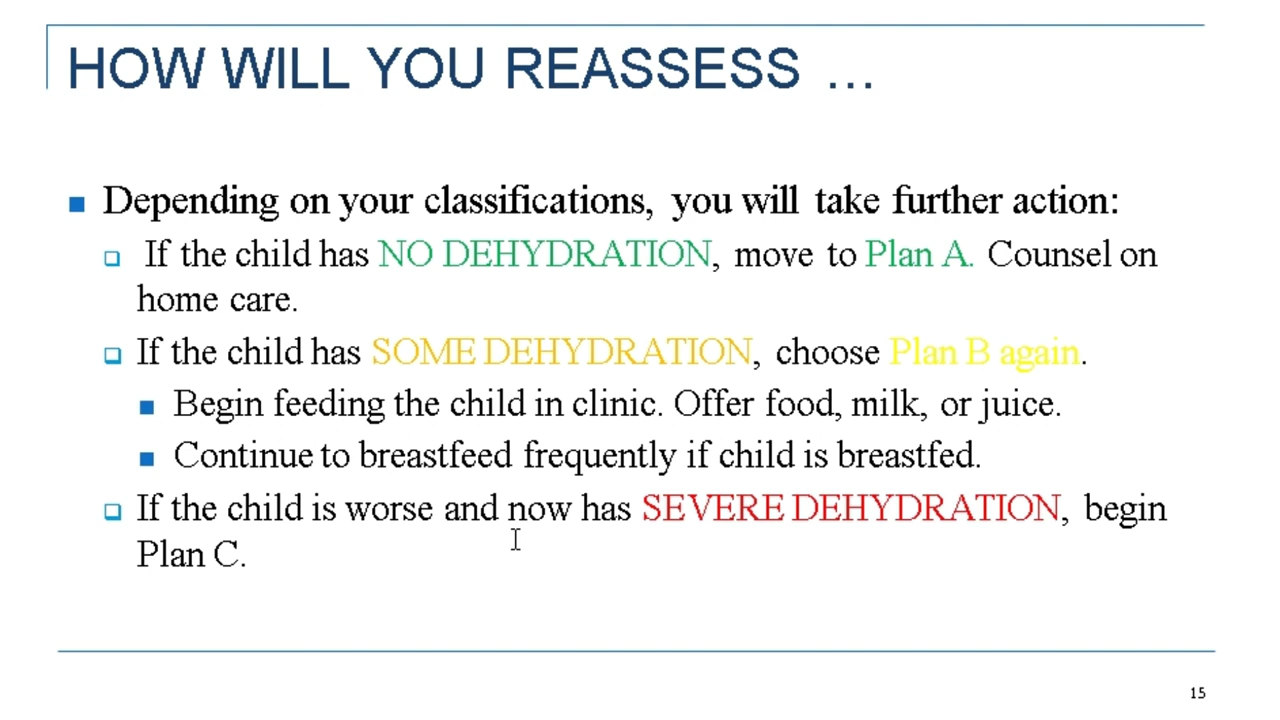 HOW WILL YOU REASSESS …
Depending on your classifications, you will take further action:
If the child has NO DEHYDRATION, move to Plan A. Counsel on
home care.
If the child has SOME DEHYDRATION, choose Plan B again.
Begin feeding the child in clinic. Offer food, milk, or juice.
Continue to breastfeed frequently if child is breastfed.
If the child is worse and now has SEVERE DEHYDRATION, begin
Plan C.
15